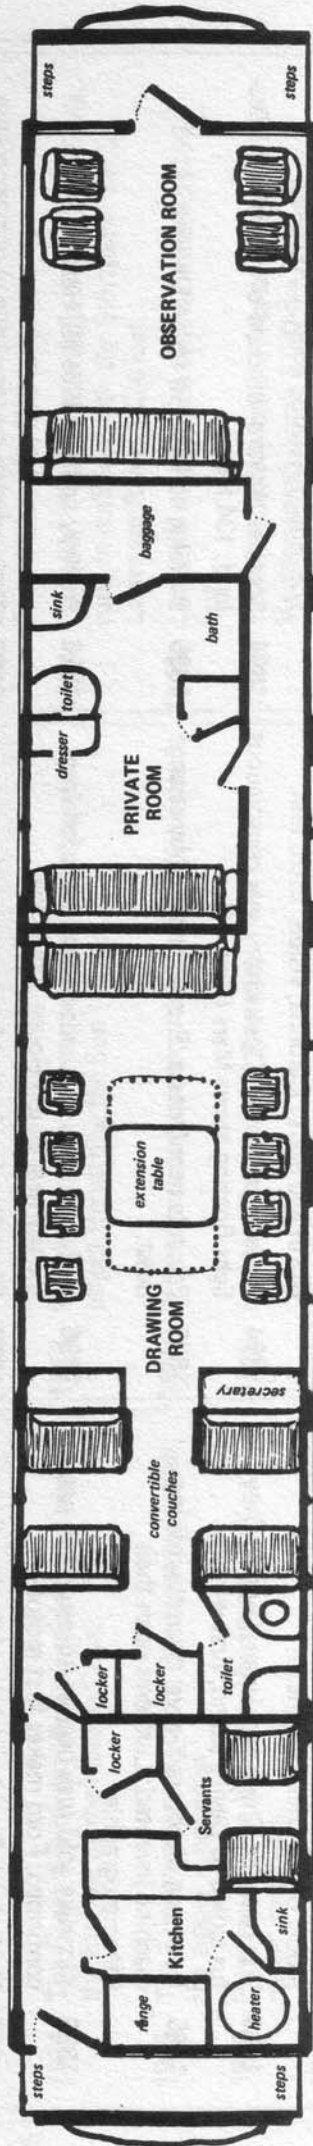 steps
steps
OBSERVATION ROOM
baggage
sink
toilet
dresser
bath
PRIVATE
ROOM
extension
table
DRAWING
ROOM
secretary
convertible
couches
locker
locker
toilet
locker
Servants
Kitchen
range
sink
heater
steps
steps